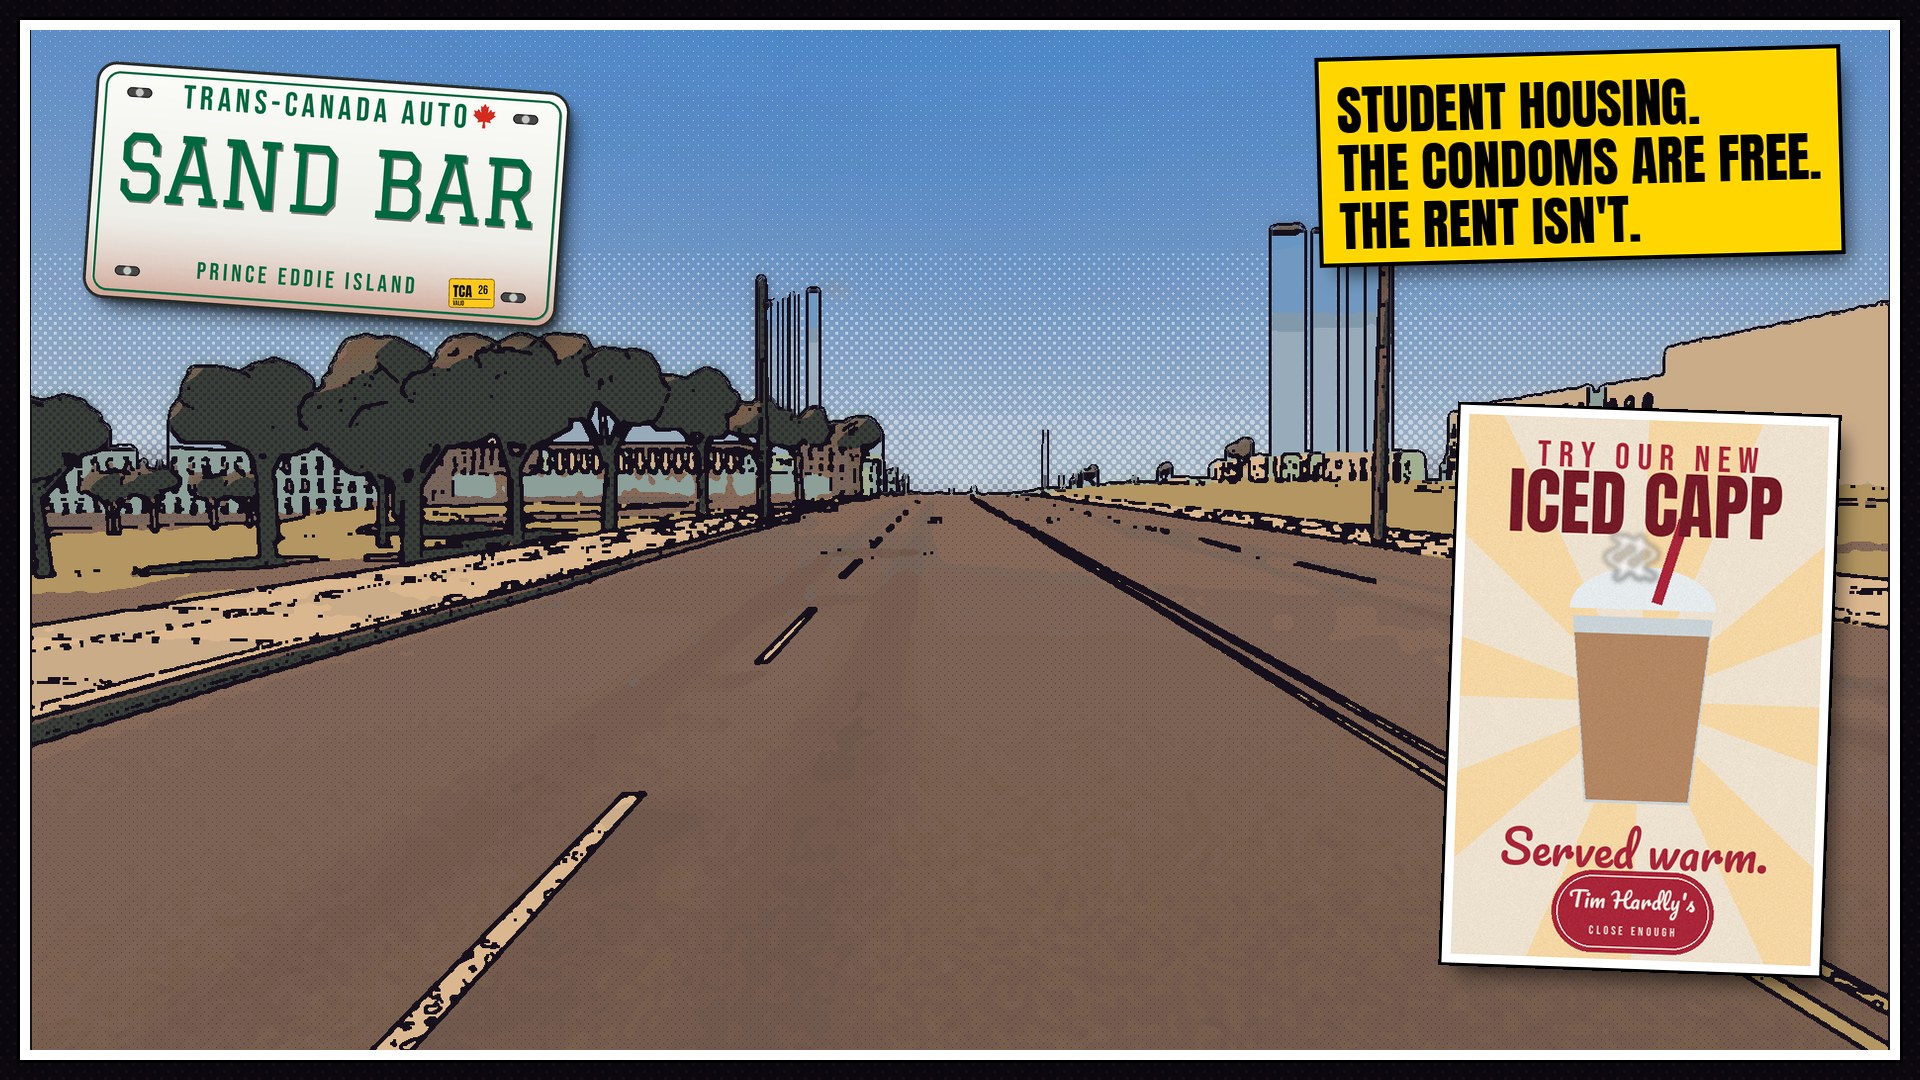 TRANS-CANADA AUTO
SAND BAR
PRINCE EDDIE ISLAND
TCA 26
VALID
STUDENT HOUSING.
THE CONDOMS ARE FREE.
THE RENT ISN'T.
TRY OUR NEW
ICED CAPP
Served warm.
Tim Hardly's
CLOSE ENOUGH